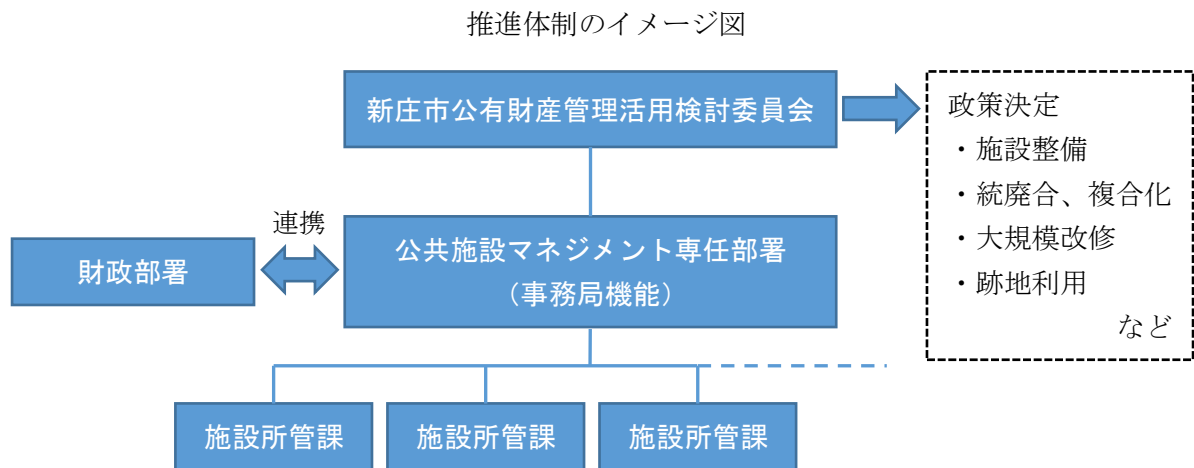 推進体制のイメージ図
新庄市公有財産管理活用検討委員会
政策決定
・施設整備
・統廃合、複合化
・大規模改修
・跡地利用
など
連携
財政部署
公共施設マネジメント専任部署
（事務局機能）
施設所管課
施設所管課
施設所管課